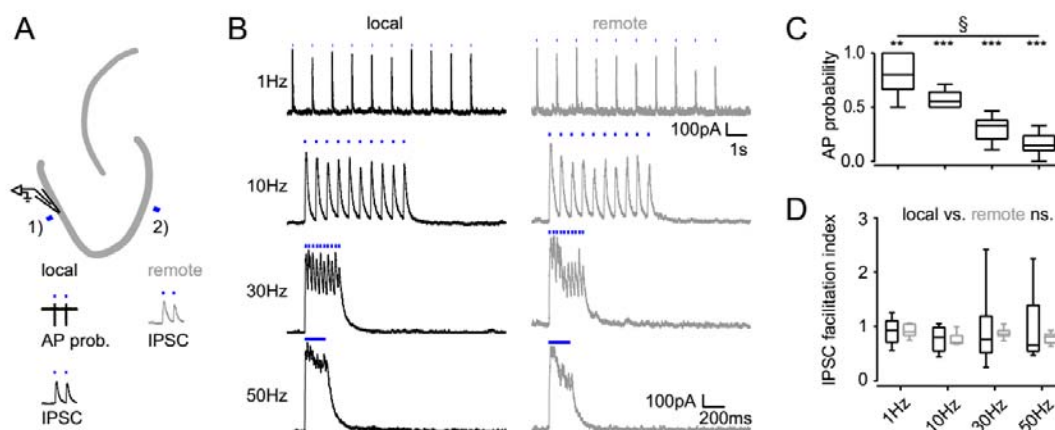 A
1)
2)
local
remote
AP prob.
IPSC
IPSC
B
local
remote
1Hz
100pA
1s
10Hz
30Hz
50Hz
100pA
200ms
C
§
** *** *** ***
AP probability
1.0
0.5
0.0
D
local vs. remote ns.
IPSC facilitation index
3
2
1
0
1Hz 10Hz 30Hz 50Hz